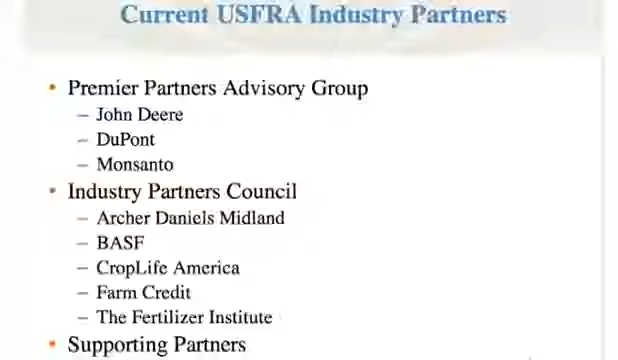 Current USFRA Industry Partners
• Premier Partners Advisory Group
– John Deere
– DuPont
– Monsanto
• Industry Partners Council
– Archer Daniels Midland
– BASF
– CropLife America
– Farm Credit
– The Fertilizer Institute
• Supporting Partners